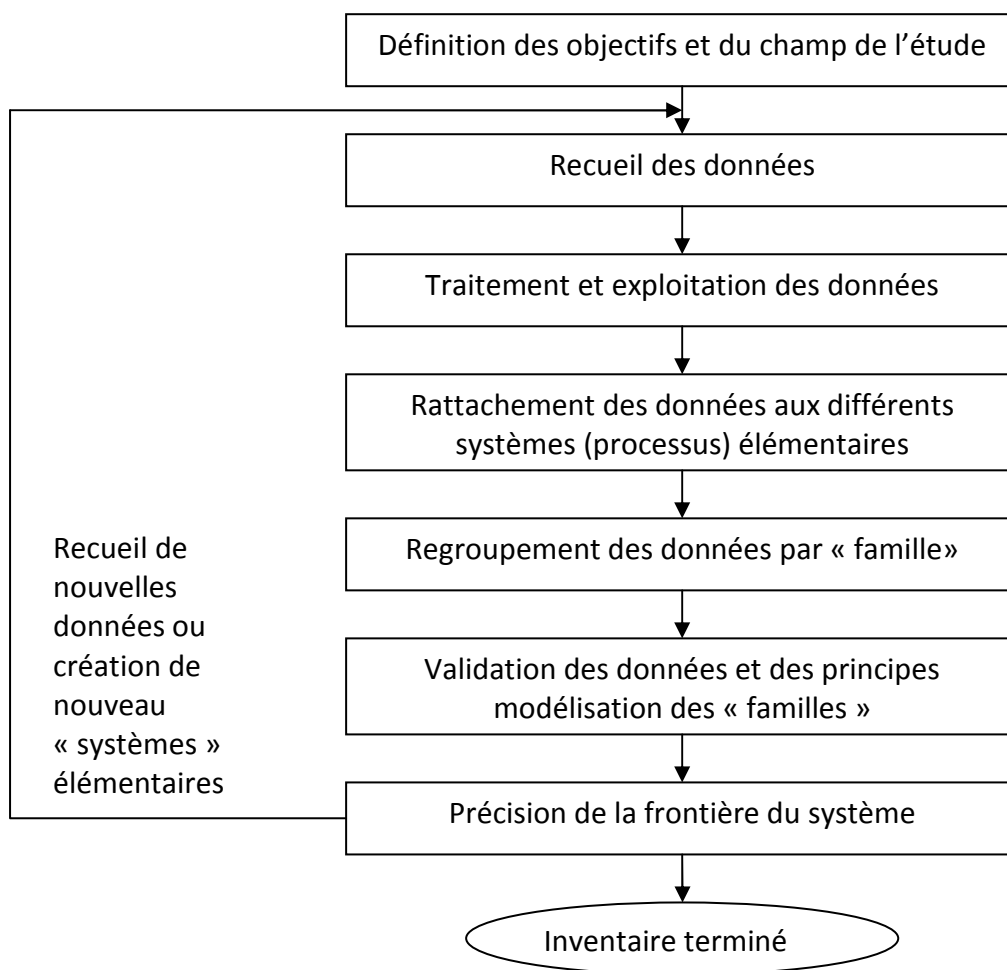 Définition des objectifs et du champ de l’étude
Recueil des données
Traitement et exploitation des données
Rattachement des données aux différents
systèmes (processus) élémentaires
Regroupement des données par « famille»
Validation des données et des principes
modélisation des « familles »
Précision de la frontière du système
Inventaire terminé
Recueil de
nouvelles
données ou
création de
nouveau
« systèmes »
élémentaires